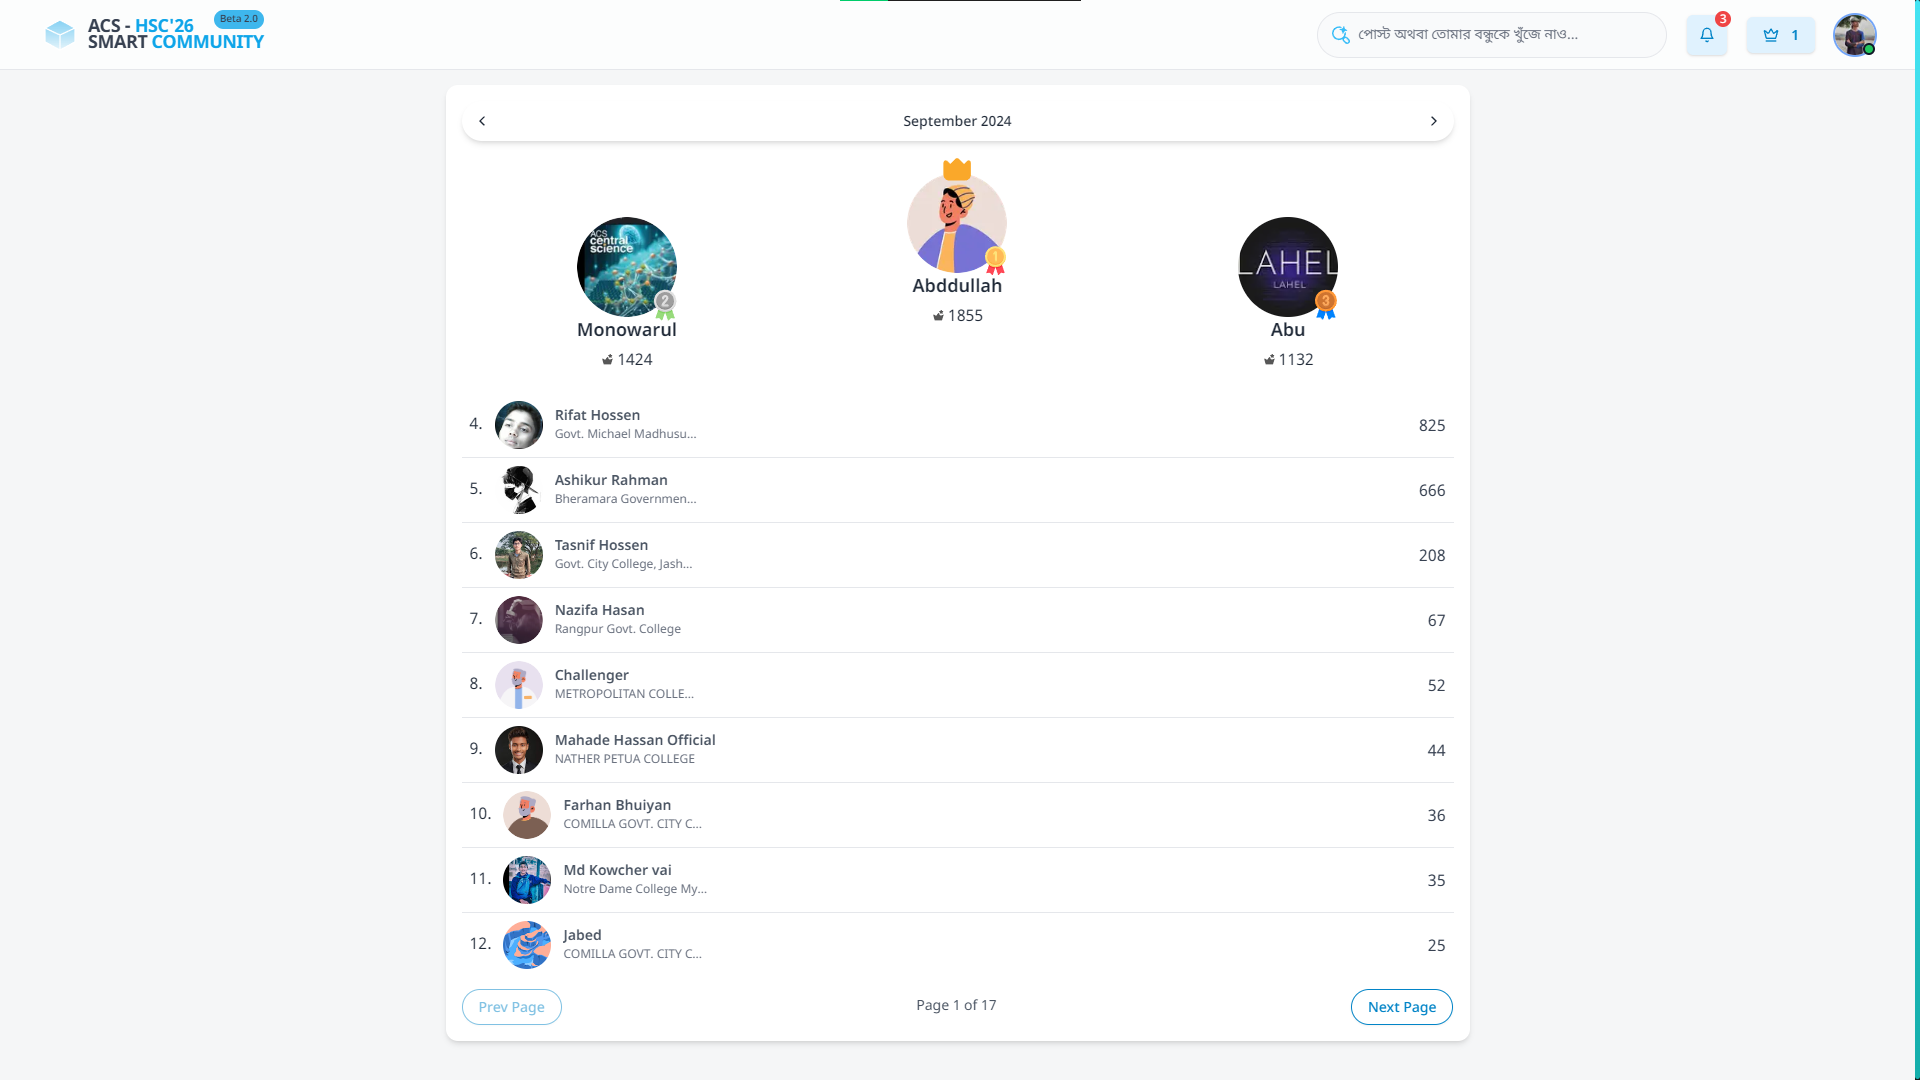 ACS - HSC'26
Beta 2.0
SMART COMMUNITY
পোস্ট অথবা তোমার বন্ধুকে খুঁজে নাও...
3
1
September 2024
ACS
central
science
2
Monowarul
1424
1
Abddullah
1855
LAHEL
LAHEL
3
Abu
1132
4. Rifat Hossen 825
Govt. Michael Madhusu...
5. Ashikur Rahman 666
Bheramara Governmen...
6. Tasnif Hossen 208
Govt. City College, Jash...
7. Nazifa Hasan 67
Rangpur Govt. College
8. Challenger 52
METROPOLITAN COLLE...
9. Mahade Hassan Official 44
NATHER PETUA COLLEGE
10. Farhan Bhuiyan 36
COMILLA GOVT. CITY C...
11. Md Kowcher vai 35
Notre Dame College My...
12. Jabed 25
COMILLA GOVT. CITY C...
Prev Page
Page 1 of 17
Next Page